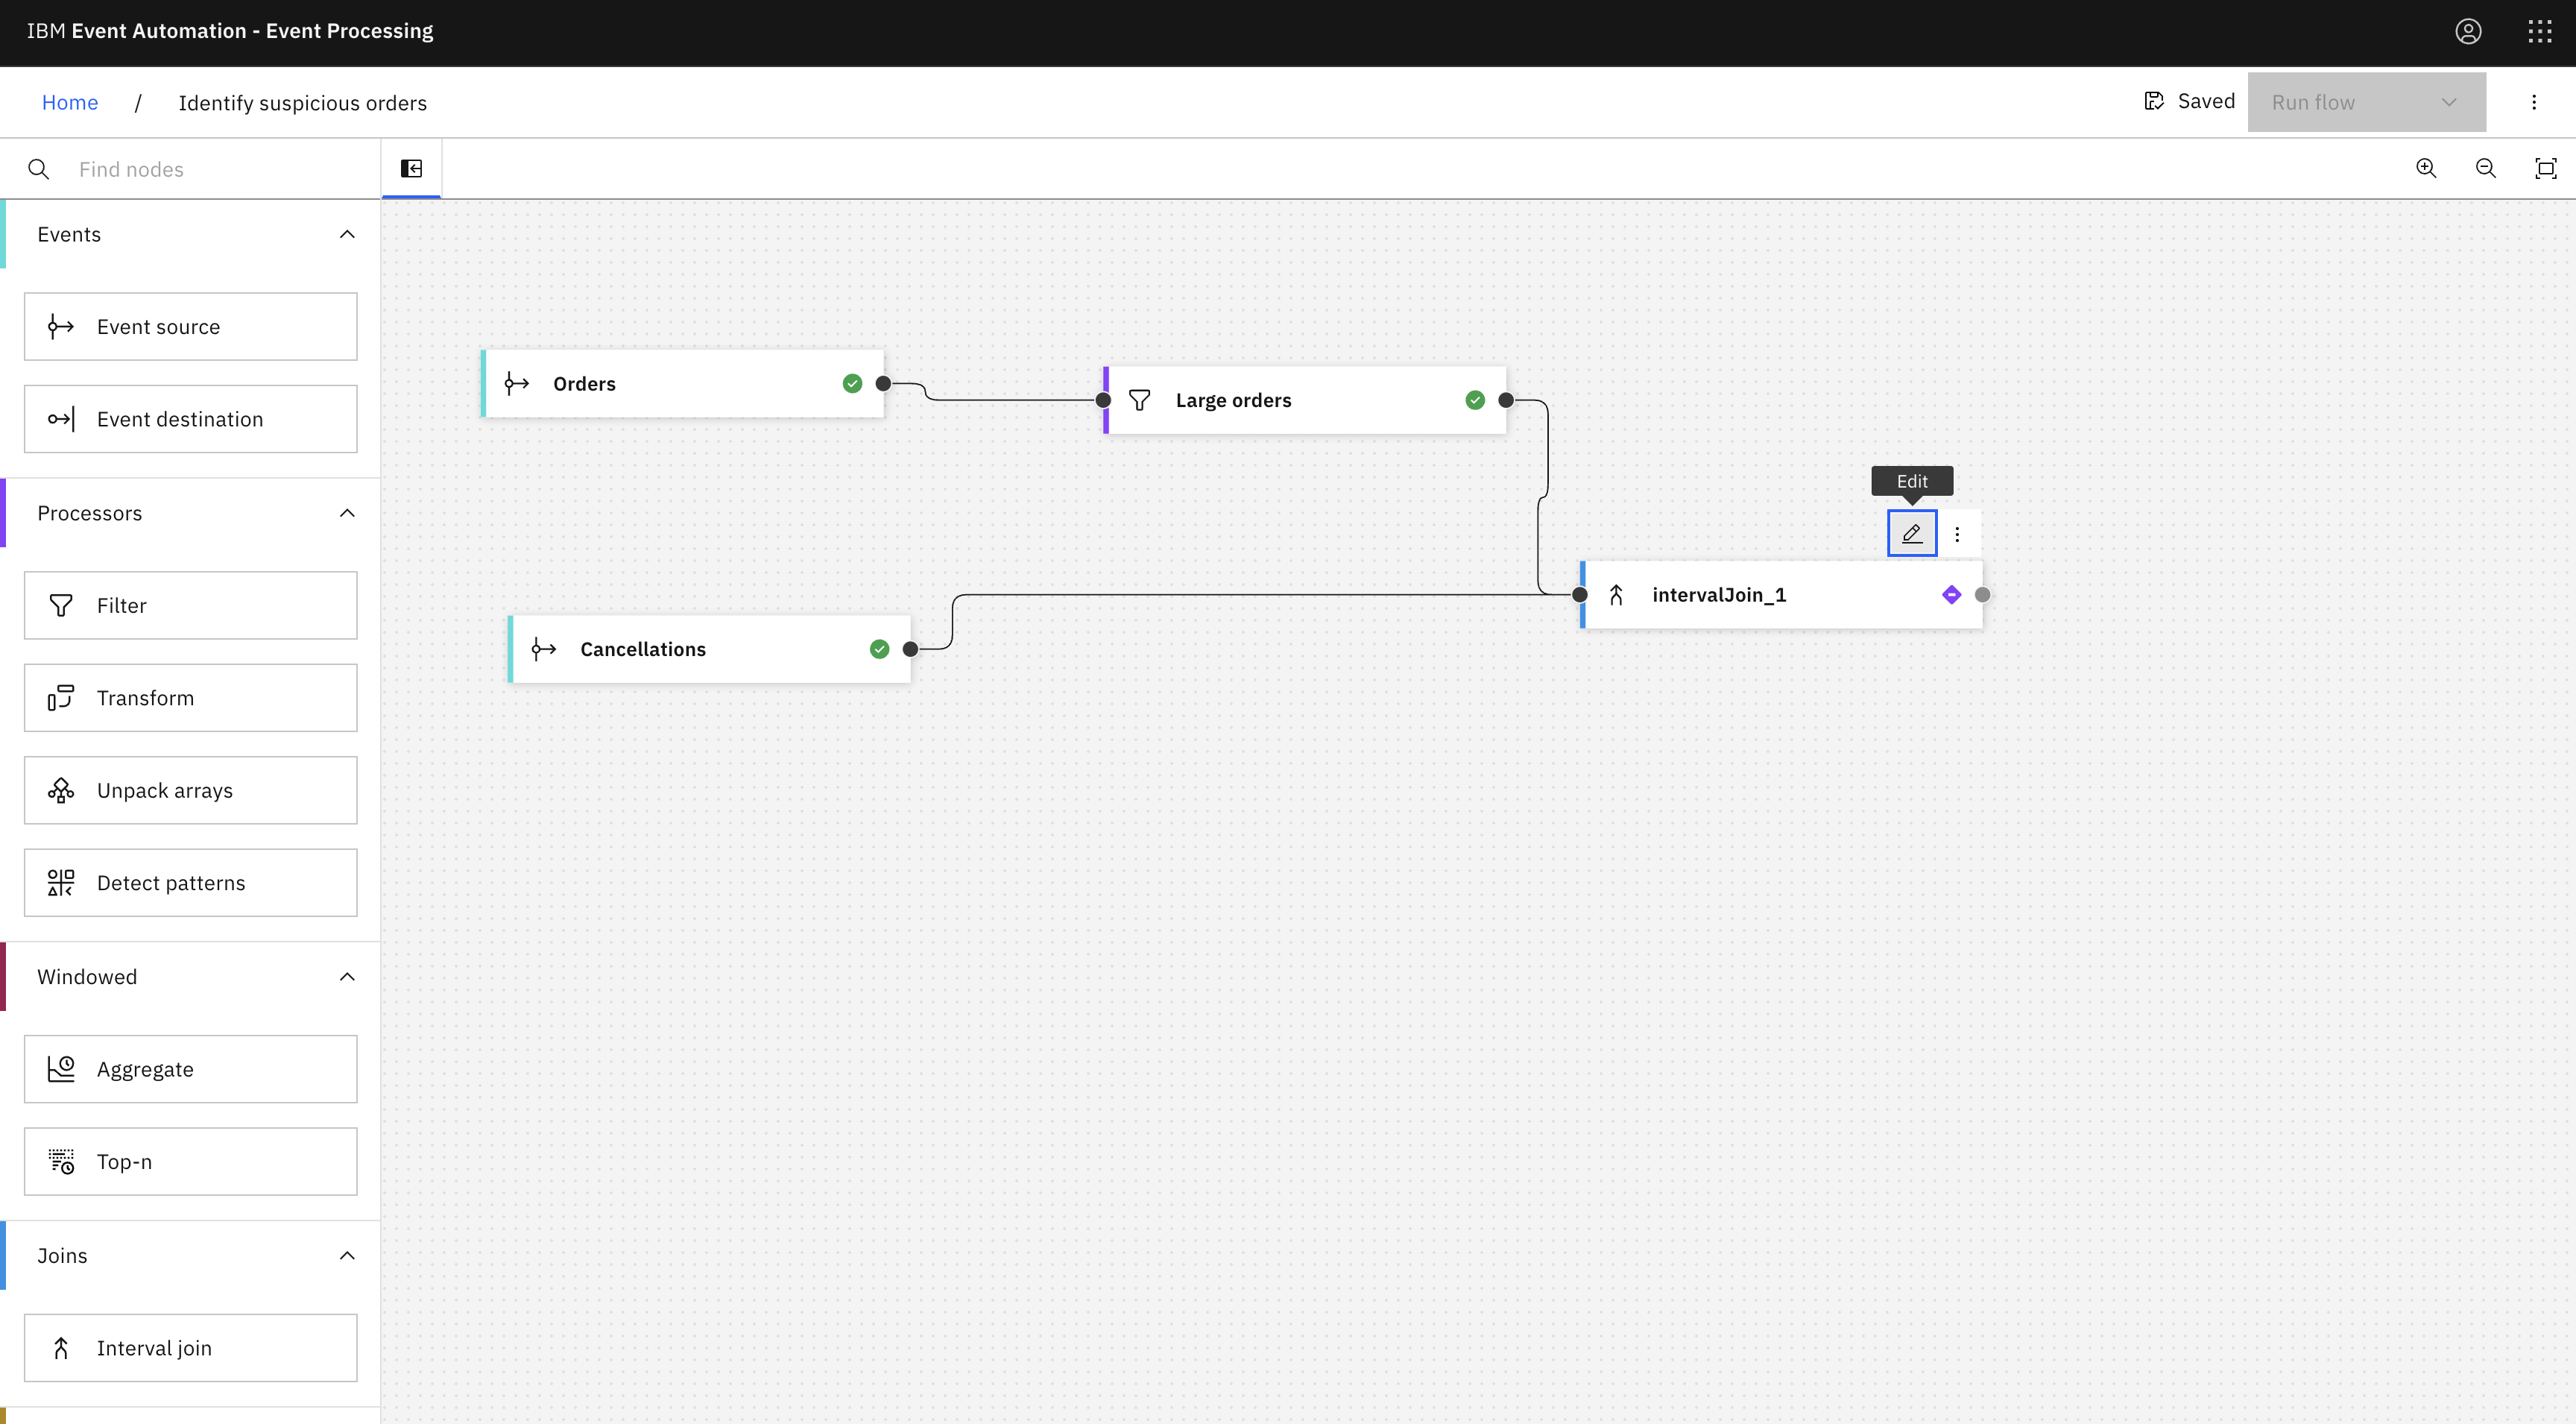 IBM Event Automation - Event Processing
Home / Identify suspicious orders
Saved
Run flow
Find nodes
Events
Event source
Event destination
Processors
Filter
Transform
Unpack arrays
Detect patterns
Windowed
Aggregate
Top-n
Joins
Interval join
Orders
Large orders
Edit
intervalJoin_1
Cancellations